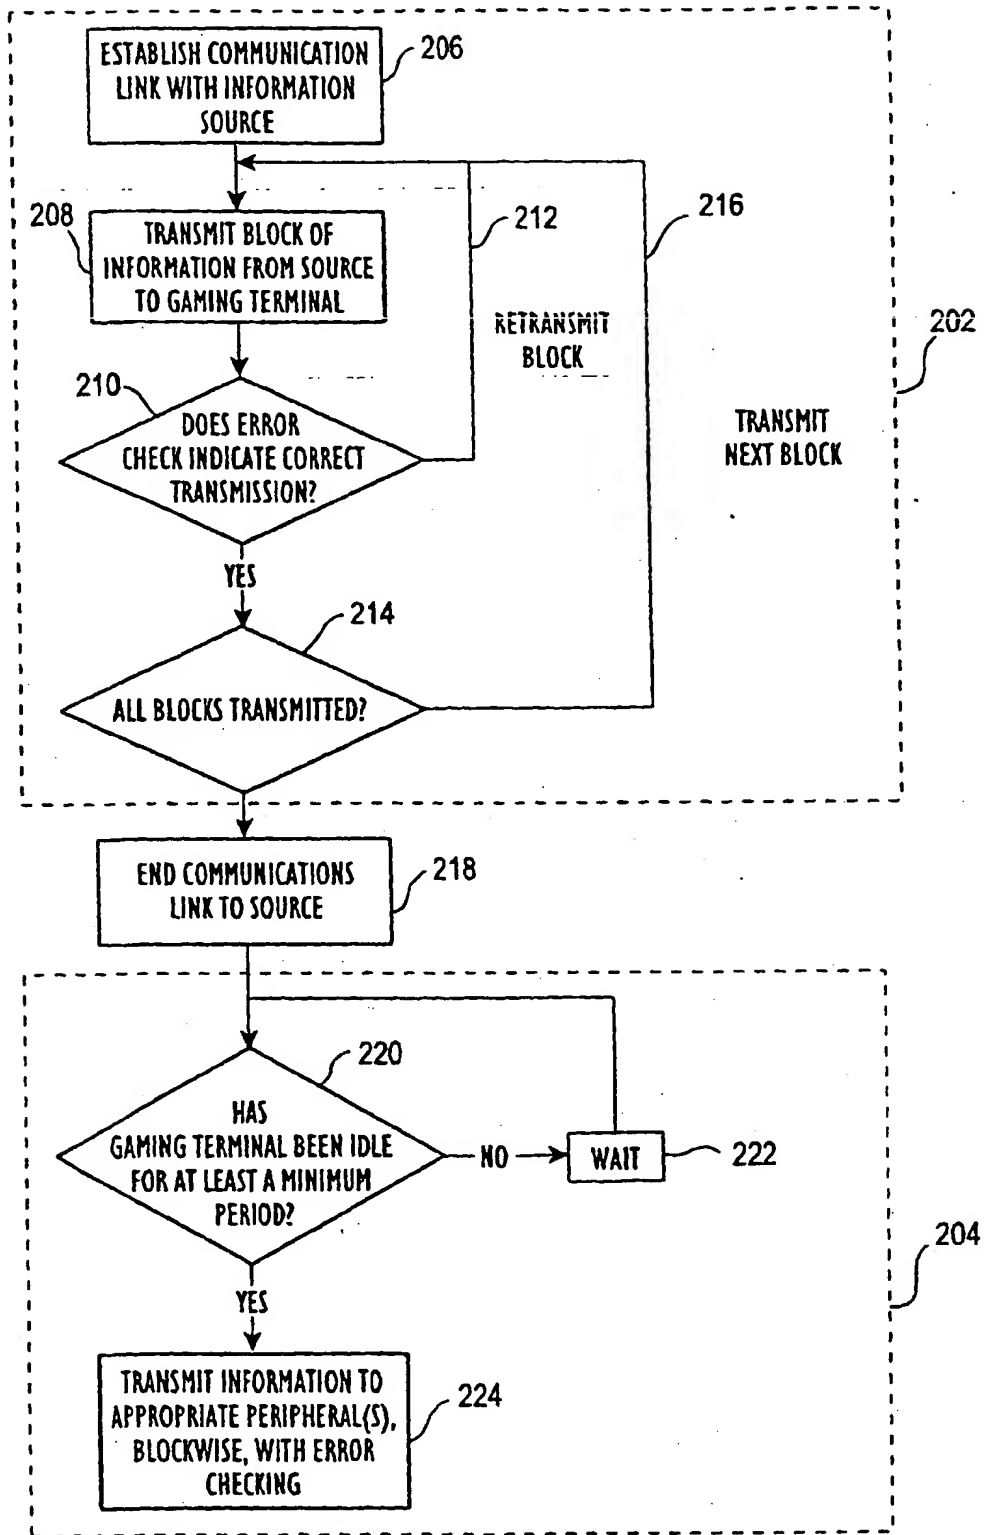 ESTABLISH COMMUNICATION
LINK WITH INFORMATION
SOURCE
206
208
TRANSMIT BLOCK OF
INFORMATION FROM SOURCE
TO GAMING TERMINAL
212
216
RETRANSMIT
BLOCK
202
210
DOES ERROR
CHECK INDICATE CORRECT
TRANSMISSION?
TRANSMIT
NEXT BLOCK
YES
214
ALL BLOCKS TRANSMITTED?
END COMMUNICATIONS
LINK TO SOURCE
218
220
HAS
GAMING TERMINAL BEEN IDLE
FOR AT LEAST A MINIMUM
PERIOD?
NO
WAIT
222
204
YES
TRANSMIT INFORMATION TO
APPROPRIATE PERIPHERAL(S),
BLOCKWISE, WITH ERROR
CHECKING
224